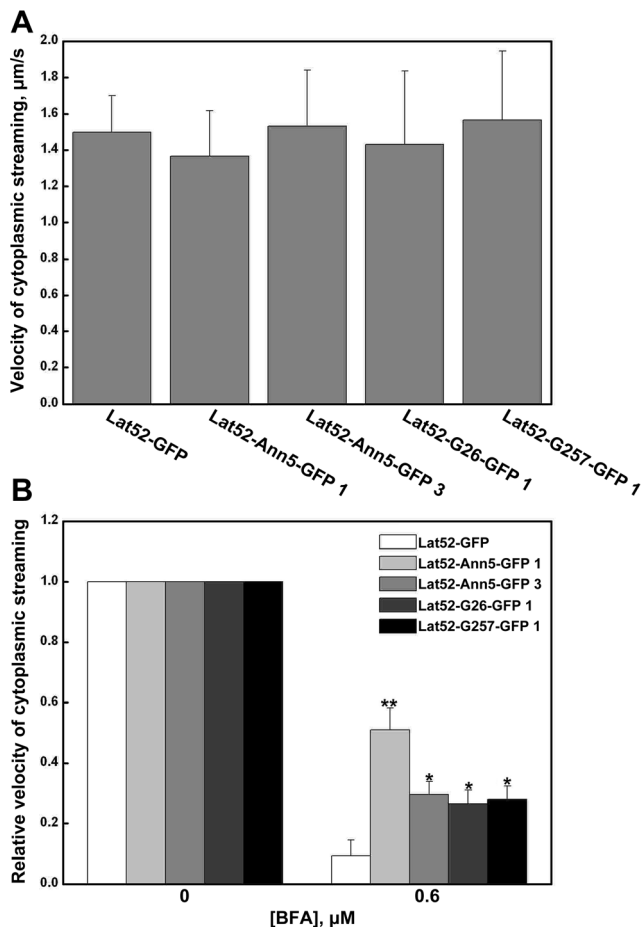 A
Velocity of cytoplasmic streaming, μm/s
2.0
1.8
1.6
1.4
1.2
1.0
0.8
0.6
0.4
0.2
0.0
Lat52-GFP
Lat52-Ann5-GFP 1
Lat52-Ann5-GFP 3
Lat52-G26-GFP 1
Lat52-G257-GFP 1
B
Relative velocity of cytoplasmic streaming
1.2
1.0
0.8
0.6
0.4
0.2
0.0
Lat52-GFP
Lat52-Ann5-GFP 1
Lat52-Ann5-GFP 3
Lat52-G26-GFP 1
Lat52-G257-GFP 1
**
*
*
*
0
0.6
[BFA], μM